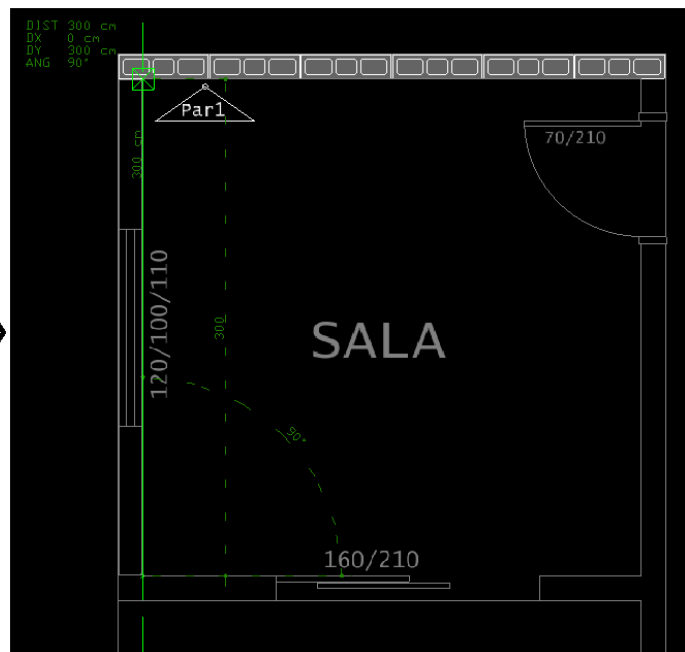 DIST 300 cm
DX 0 cm
DY 300 cm
ANG 90°
Par1
70/210
300 cm
120/100/110
300
SALA
90°
160/210